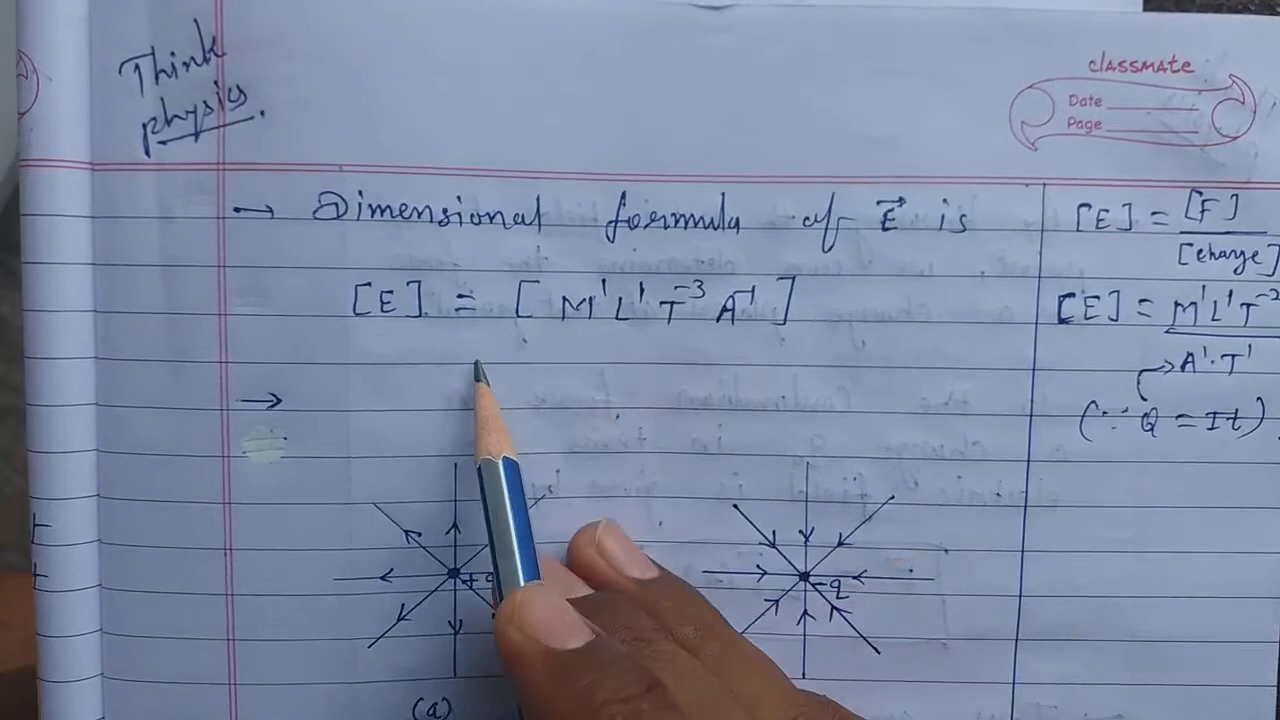 Think
physics.
classmate
Date
Page
→ Dimensional formula of E⃗ is
[E] = [M¹L¹T⁻³A⁻¹]
→
+q
-q
(a)
[E] = [F]
[charge]
[E] = M¹L¹T⁻²
A¹·T¹
(∵ Q = It)